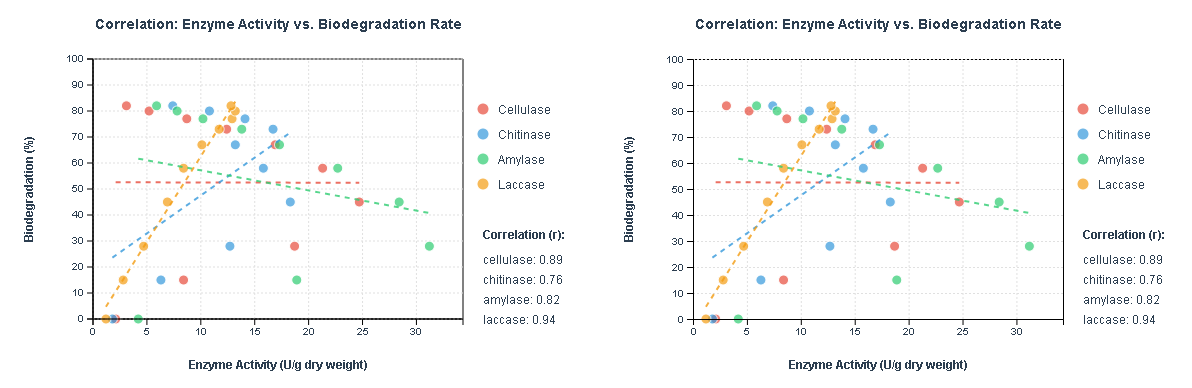 Correlation: Enzyme Activity vs. Biodegradation Rate
100
90
80
70
60
50
40
30
20
10
0
0 5 10 15 20 25 30
Biodegradation (%)
Enzyme Activity (U/g dry weight)
Cellulase
Chitinase
Amylase
Laccase
Correlation (r):
cellulase: 0.89
chitinase: 0.76
amylase: 0.82
laccase: 0.94
Correlation: Enzyme Activity vs. Biodegradation Rate
100
90
80
70
60
50
40
30
20
10
0
0 5 10 15 20 25 30
Biodegradation (%)
Enzyme Activity (U/g dry weight)
Cellulase
Chitinase
Amylase
Laccase
Correlation (r):
cellulase: 0.89
chitinase: 0.76
amylase: 0.82
laccase: 0.94